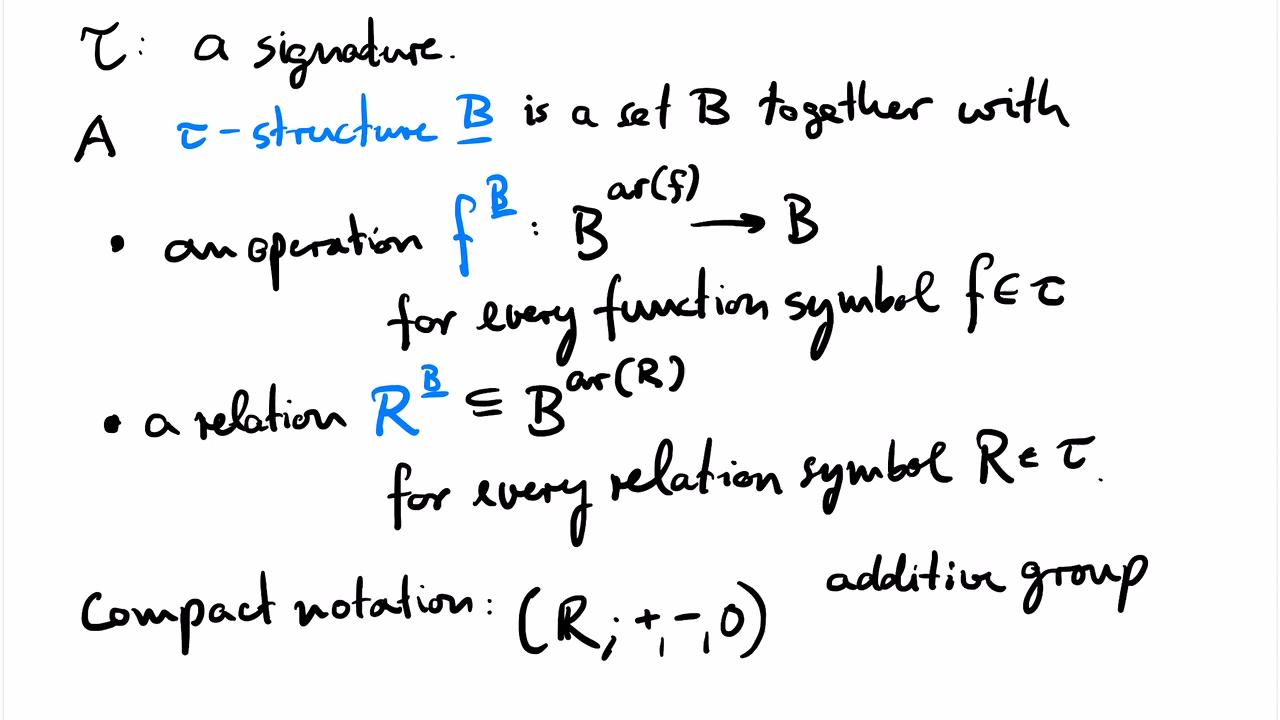 τ: a signature.
A τ-structure B̲ is a set B together with
• an operation f^B̲ : B^ar(f) → B
for every function symbol f ∈ τ
• a relation R^B̲ ⊆ B^ar(R)
for every relation symbol R ∈ τ.
Compact notation: (ℝ; +, -, 0) additive group